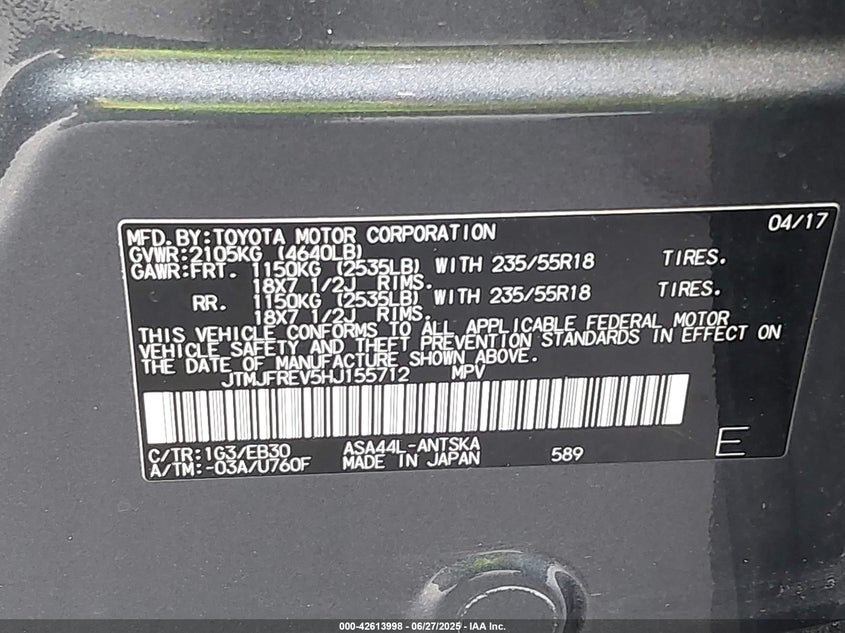 04/17
MFD. BY: TOYOTA MOTOR CORPORATION
GVWR: 2105KG (4640LB)
GAWR: FRT. 1150KG (2535LB) WITH 235/55R18 TIRES.
18X7 1/2J RIMS.
RR. 1150KG (2535LB) WITH 235/55R18 TIRES.
18X7 1/2J RIMS.
THIS VEHICLE CONFORMS TO ALL APPLICABLE FEDERAL MOTOR
VEHICLE SAFETY AND THEFT PREVENTION STANDARDS IN EFFECT ON
THE DATE OF MANUFACTURE SHOWN ABOVE.
JTMJFREV5HJ155712 MPV
C/TR: 1G3/EB30 ASA44L-ANTSKA
A/TM: -03A/U760F MADE IN JAPAN 589 E
000-42613998 - 06/27/2025 - IAA Inc.